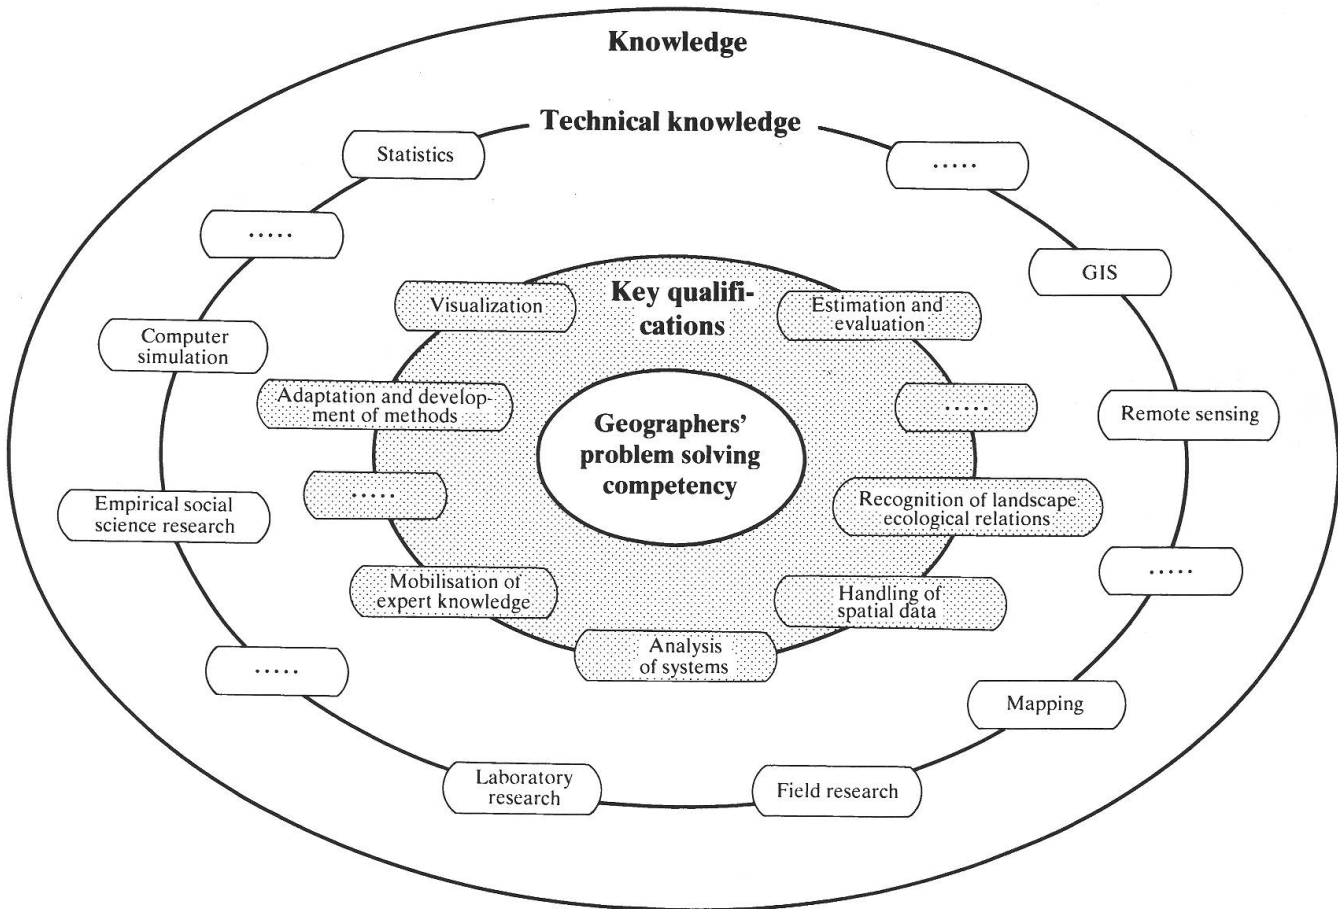 Knowledge
Technical knowledge
Statistics
.....
.....
GIS
Key qualifi-
cations
Visualization
Estimation and
evaluation
Computer
simulation
Adaptation and develop-
ment of methods
.....
Remote sensing
Geographers'
problem solving
competency
.....
Empirical social
science research
Recognition of landscape
ecological relations
.....
Mobilisation of
expert knowledge
Handling of
spatial data
Analysis
of systems
.....
Mapping
Laboratory
research
Field research